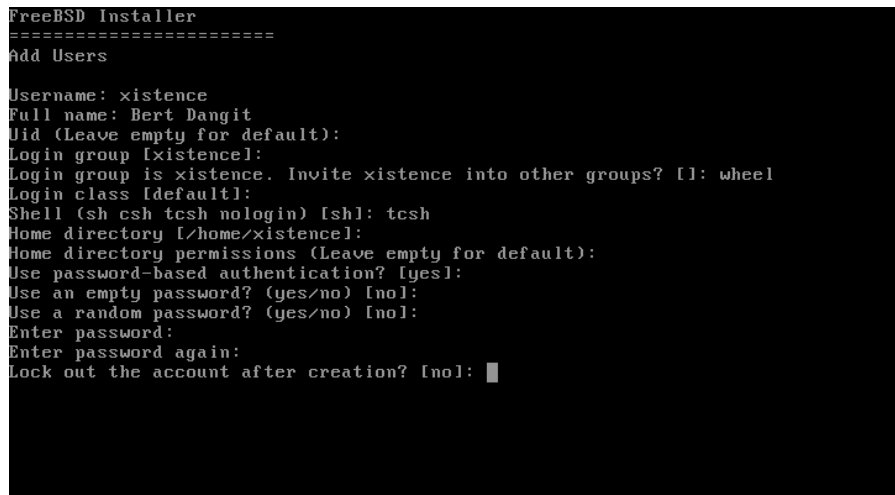 FreeBSD Installer
========================
Add Users

Username: xistence
Full name: Bert Dangit
Uid (Leave empty for default):
Login group [xistence]:
Login group is xistence. Invite xistence into other groups? []: wheel
Login class [default]:
Shell (sh csh tcsh nologin) [sh]: tcsh
Home directory [/home/xistence]:
Home directory permissions (Leave empty for default):
Use password-based authentication? [yes]:
Use an empty password? (yes/no) [no]:
Use a random password? (yes/no) [no]:
Enter password:
Enter password again:
Lock out the account after creation? [no]: